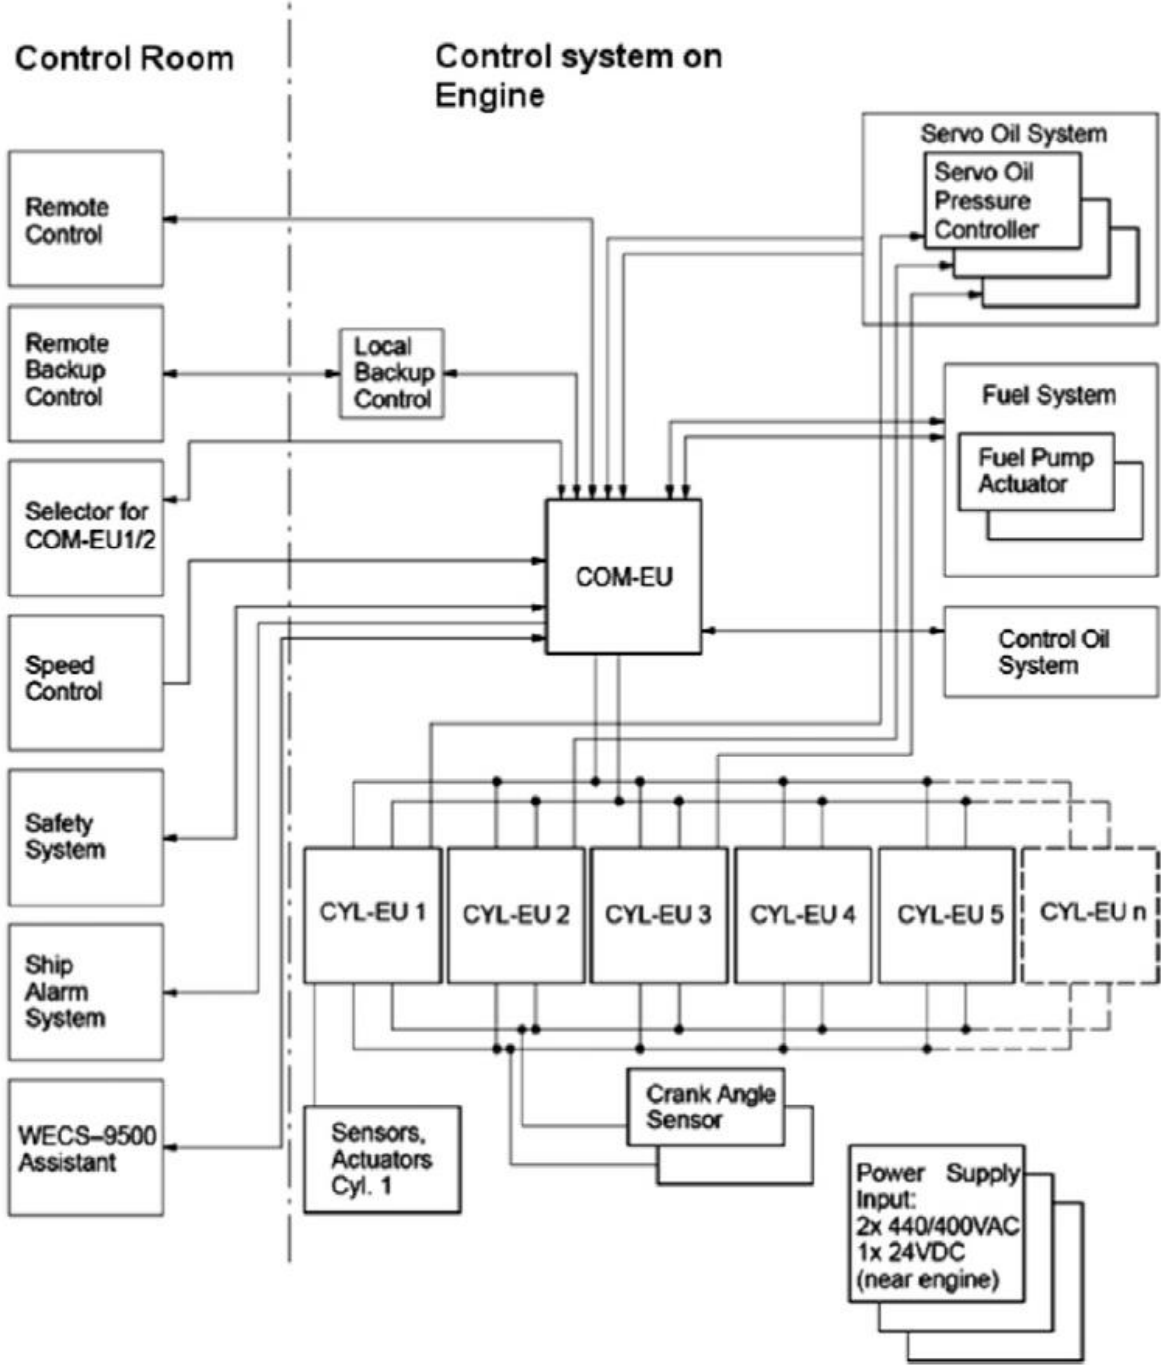 Control Room
Control system on
Engine
Servo Oil System
Servo Oil
Pressure
Controller
Remote
Control
Remote
Backup
Control
Local
Backup
Control
Fuel System
Fuel Pump
Actuator
Selector for
COM-EU1/2
COM-EU
Control Oil
System
Speed
Control
Safety
System
CYL-EU 1
CYL-EU 2
CYL-EU 3
CYL-EU 4
CYL-EU 5
CYL-EU n
Ship
Alarm
System
Crank Angle
Sensor
WECS–9500
Assistant
Sensors,
Actuators
Cyl. 1
Power Supply
Input:
2x 440/400VAC
1x 24VDC
(near engine)